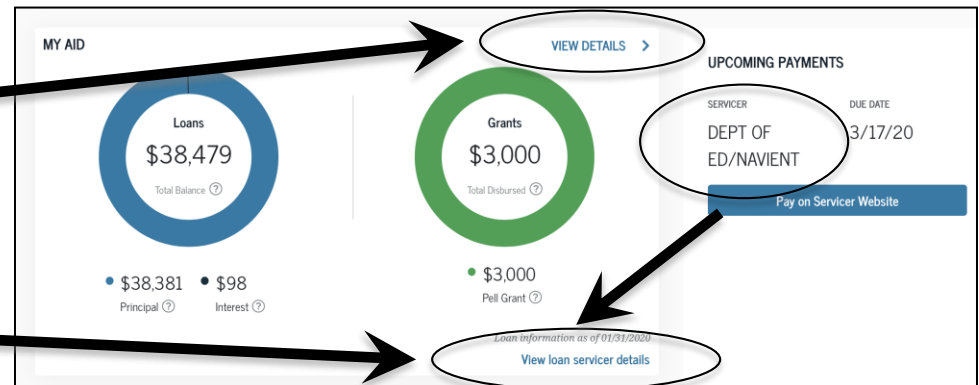 MY AID
VIEW DETAILS >
Loans
$38,479
Total Balance ?
$38,381
Principal ?
$98
Interest ?
Grants
$3,000
Total Disbursed ?
$3,000
Pell Grant ?
Loan information as of 01/31/2020
View loan servicer details
UPCOMING PAYMENTS
SERVICER
DEPT OF
ED/NAVIENT
DUE DATE
3/17/20
Pay on Servicer Website